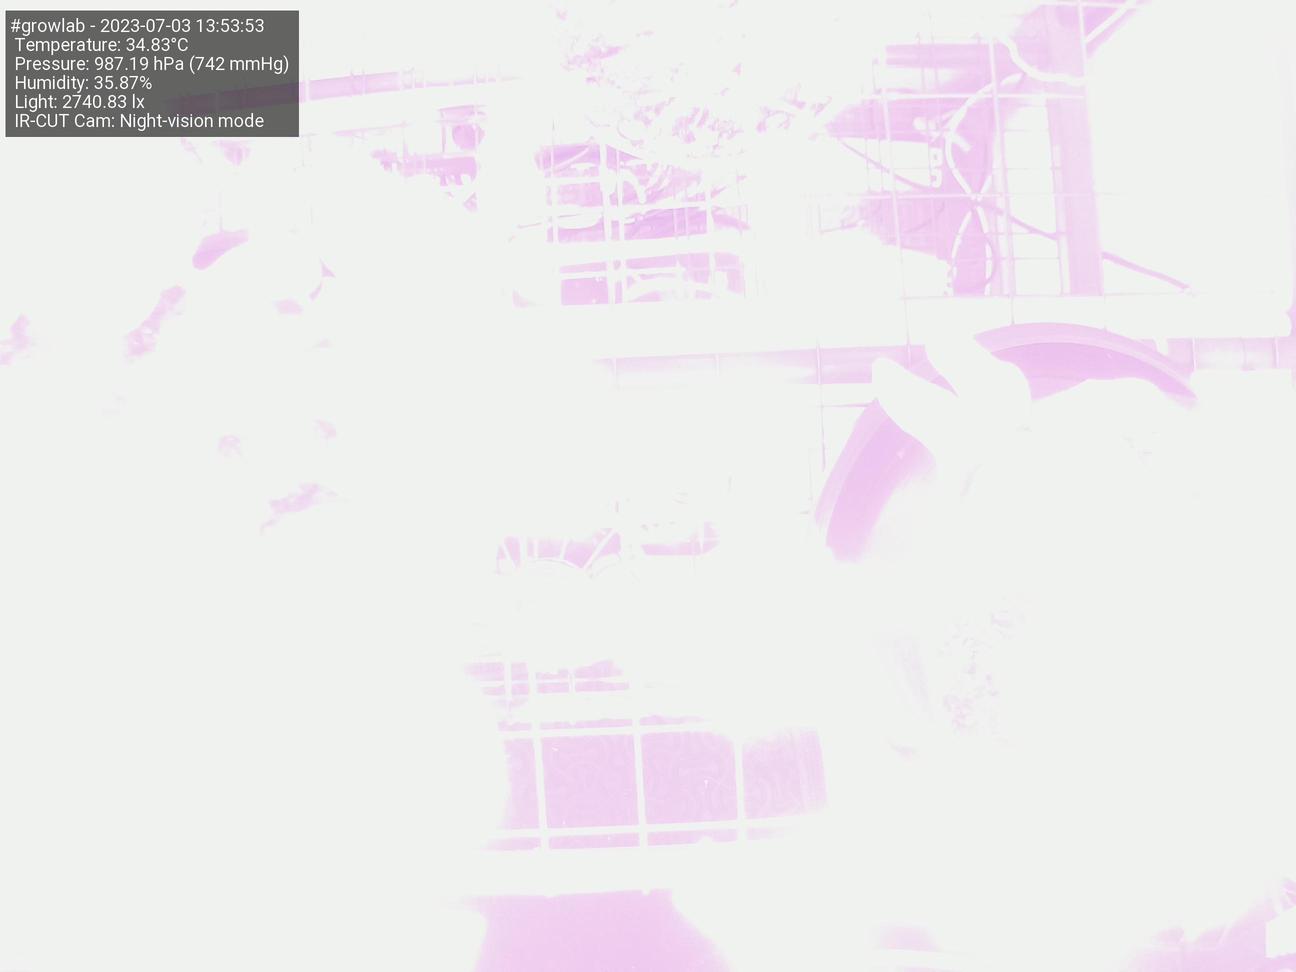 #growlab - 2023-07-03 13:53:53
Temperature: 34.83°C
Pressure: 987.19 hPa (742 mmHg)
Humidity: 35.87%
Light: 2740.83 lx
IR-CUT Cam: Night-vision mode